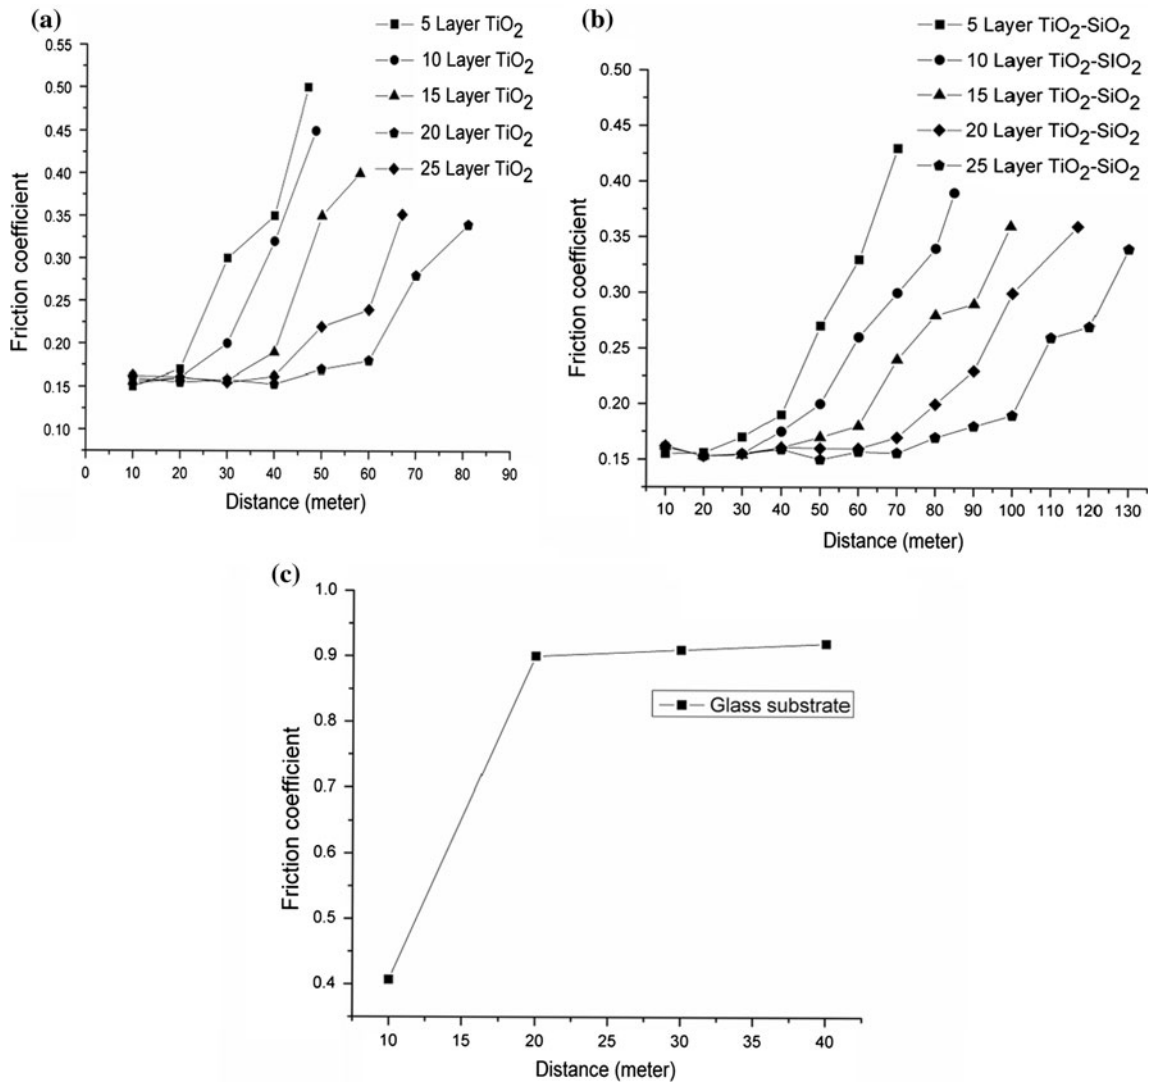 (a)
5 Layer TiO2
10 Layer TiO2
15 Layer TiO2
20 Layer TiO2
25 Layer TiO2
0.55
0.50
0.45
0.40
0.35
0.30
0.25
0.20
0.15
0.10
Friction coefficient
0 10 20 30 40 50 60 70 80 90
Distance (meter)
(b)
5 Layer TiO2-SiO2
10 Layer TiO2-SIO2
15 Layer TiO2-SiO2
20 Layer TiO2-SiO2
25 Layer TiO2-SiO2
0.50
0.45
0.40
0.35
0.30
0.25
0.20
0.15
Friction coefficient
10 20 30 40 50 60 70 80 90 100 110 120 130
Distance (meter)
(c)
1.0
0.9
0.8
0.7
0.6
0.5
0.4
Friction coefficient
Glass substrate
10 15 20 25 30 35 40
Distance (meter)